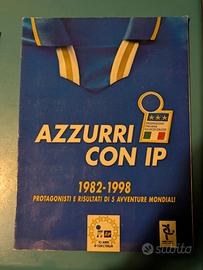 AZZURRI
CON IP
1982-1998
PROTAGONISTI E RISULTATI DI 5 AVVENTURE MONDIALI
subito